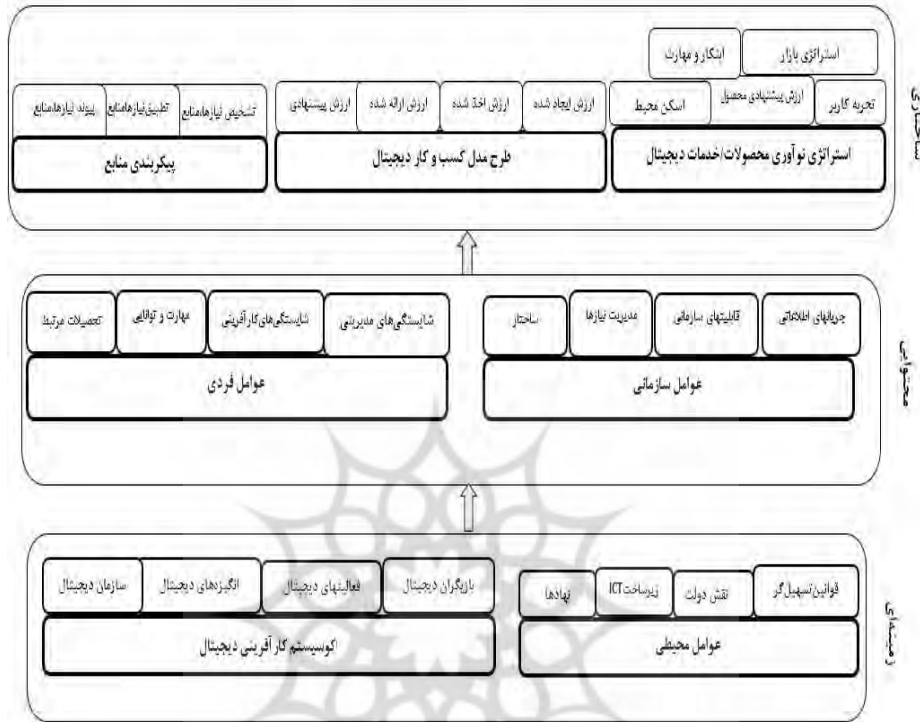 ساختاری
استراتژی بازار
ابتکار و مهارت
تجربه کاربر
ارزش پیشنهادی محصول
اسکن محیط
استراتژی نوآوری محصولات/خدمات دیجیتال
ارزش ایجاد شده
ارزش اخذ شده
ارزش ارائه شده
ارزش پیشنهادی
طرح مدل کسب و کار دیجیتال
تشخیص نیازها،منابع
تطبیق نیازها،منابع
پیوند نیازها،منابع
پیکربندی منابع
محتوایی
جریانهای اطلاعاتی
قابلیتهای سازمانی
مدیریت نیازها
ساختار
عوامل سازمانی
شایستگی‌های مدیریتی
شایستگی‌های کارآفرینی
مهارت و توانایی
تحصیلات مرتبط
عوامل فردی
زمینه‌ای
قوانین تسهیل‌گر
نقش دولت
زیرساخت ICT
نهادها
عوامل محیطی
بازیگران دیجیتال
فعالیتهای دیجیتال
انگیزه‌های دیجیتال
سازمان دیجیتال
اکوسیستم کارآفرینی دیجیتال